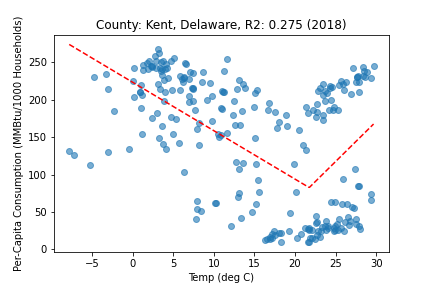 County: Kent, Delaware, R2: 0.275 (2018)
Per-Capita Consumption (MMBtu/1000 Households)
250
200
150
100
50
0
−5 0 5 10 15 20 25 30
Temp (deg C)